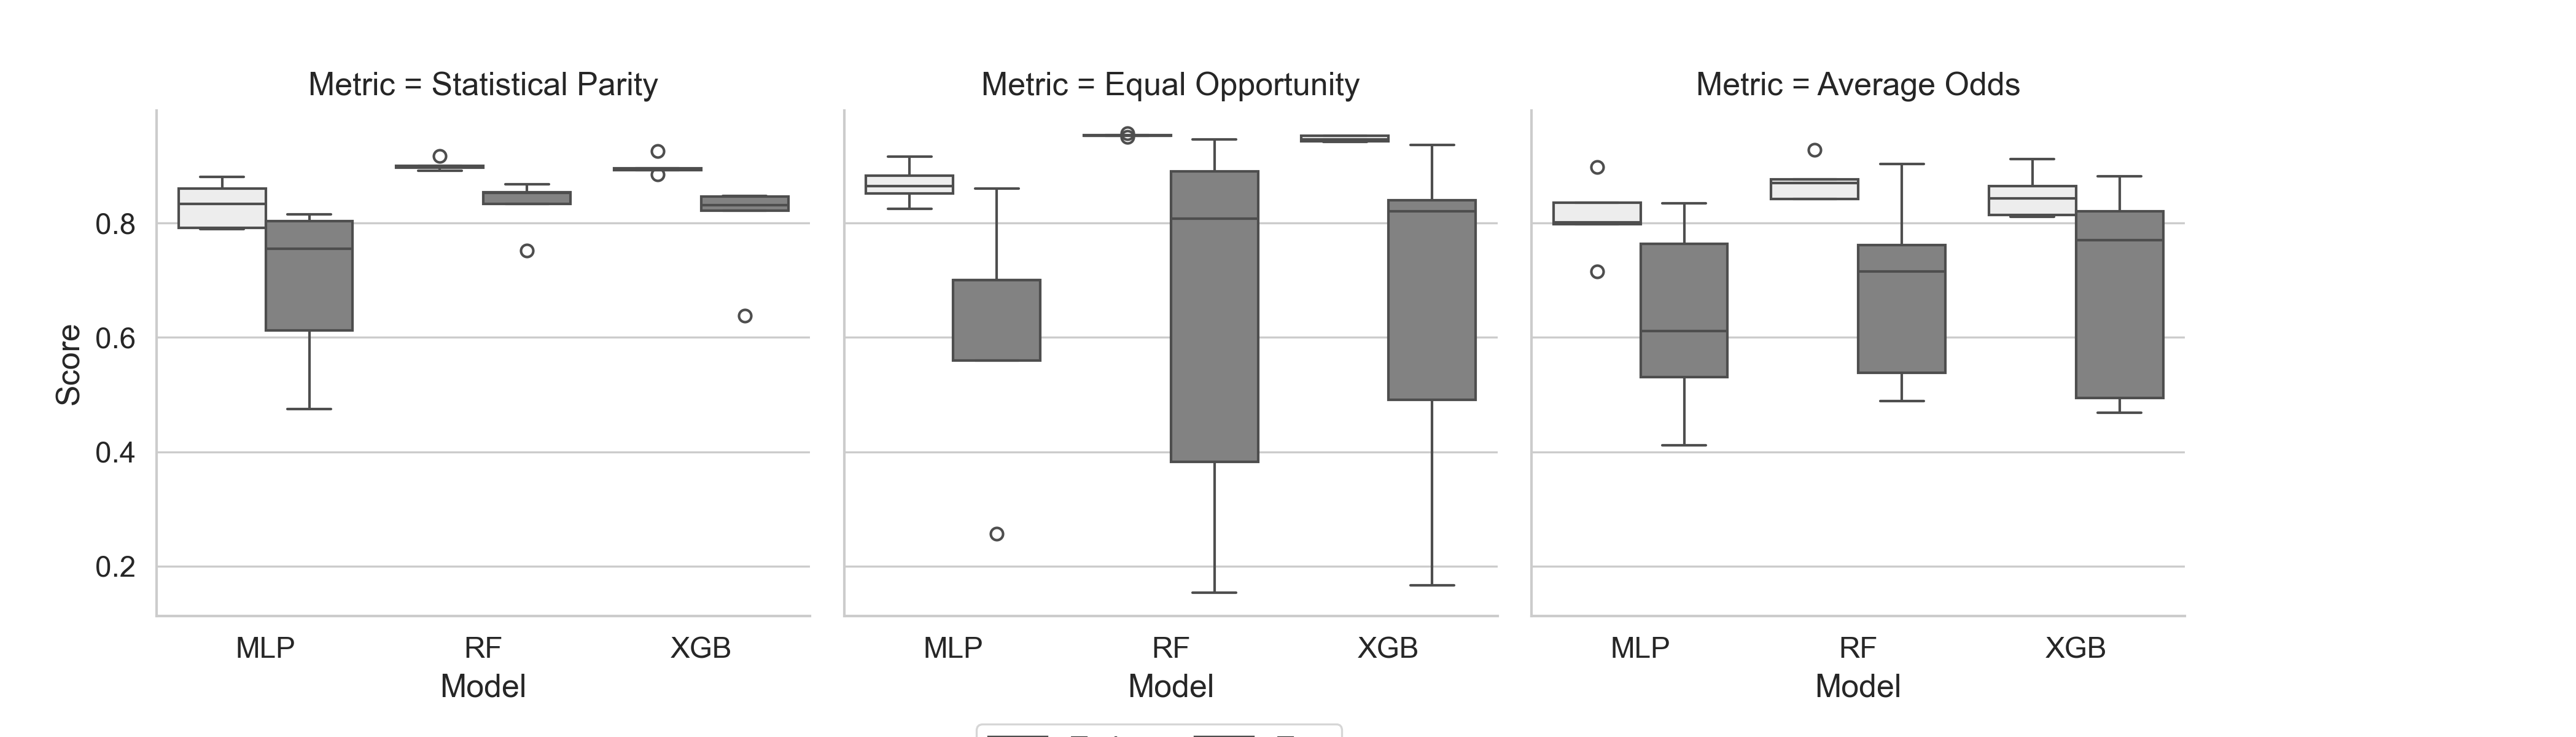 Metric = Statistical Parity
Metric = Equal Opportunity
Metric = Average Odds
Score
0.8
0.6
0.4
0.2
MLP RF XGB
MLP RF XGB
MLP RF XGB
Model
Model
Model